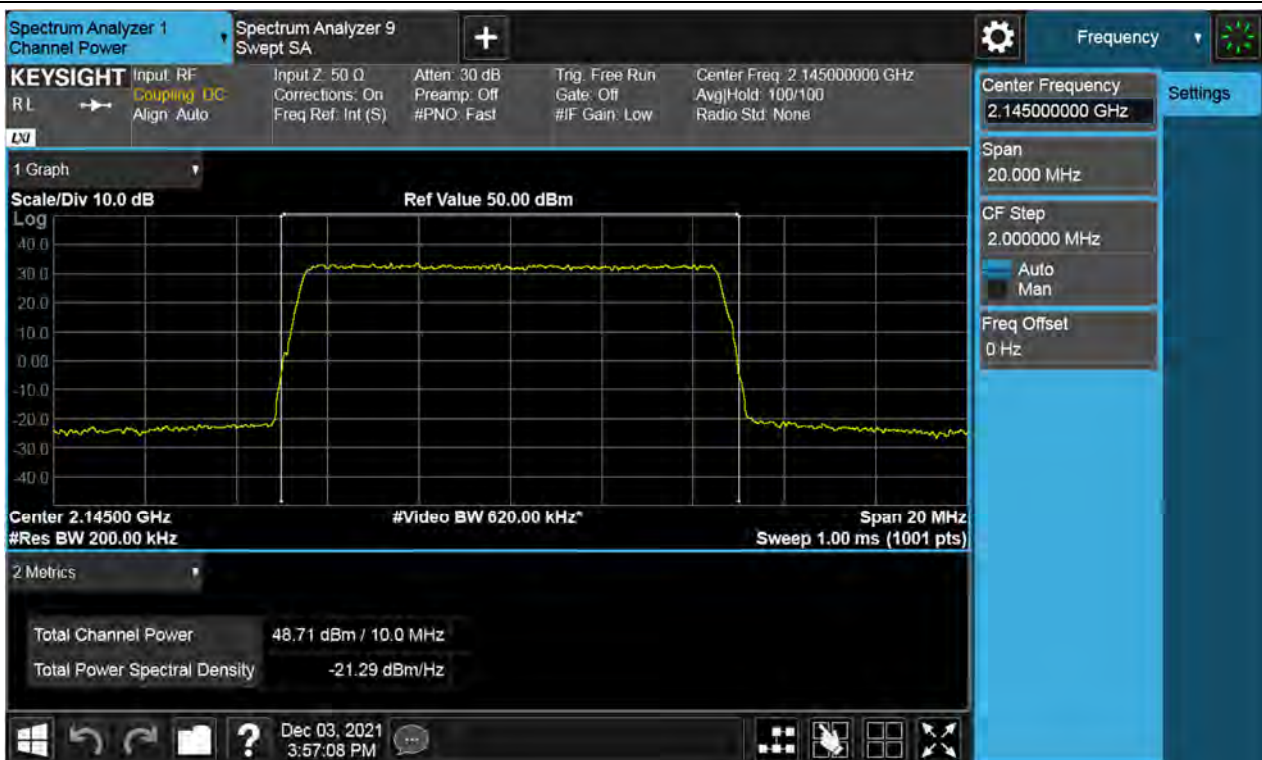 Spectrum Analyzer 1
Channel Power
Spectrum Analyzer 9
Swept SA
+
Frequency
KEYSIGHT
RL
LXI
Input: RF
Coupling: DC
Align: Auto
Input Z: 50 Ω
Corrections: On
Freq Ref: Int (S)
Atten: 30 dB
Preamp: Off
#PNO: Fast
Trig: Free Run
Gate: Off
#IF Gain: Low
Center Freq: 2.145000000 GHz
Avg|Hold: 100/100
Radio Std: None
Center Frequency
2.145000000 GHz
Settings
Span
20.000 MHz
CF Step
2.000000 MHz
Auto
Man
Freq Offset
0 Hz
1 Graph
Scale/Div 10.0 dB
Ref Value 50.00 dBm
Log
40.0
30.0
20.0
10.0
0.00
-10.0
-20.0
-30.0
-40.0
Center 2.14500 GHz
#Video BW 620.00 kHz*
Span 20 MHz
#Res BW 200.00 kHz
Sweep 1.00 ms (1001 pts)
2 Metrics
Total Channel Power
48.71 dBm / 10.0 MHz
Total Power Spectral Density
-21.29 dBm/Hz
?
Dec 03, 2021
3:57:08 PM